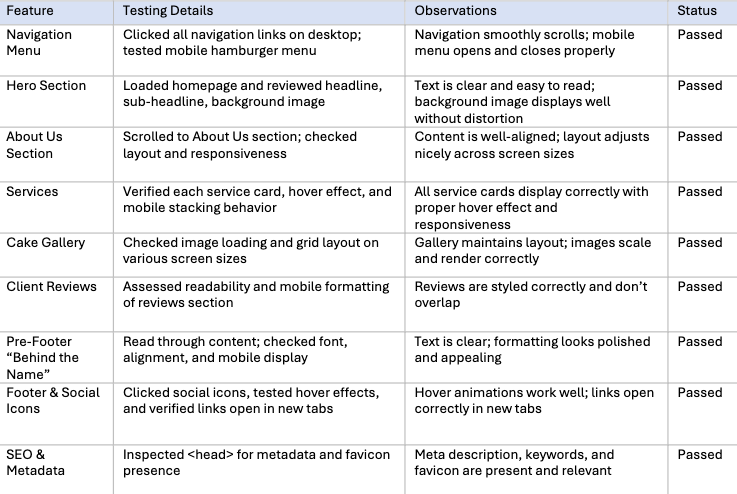 Feature Testing Details Observations Status
Navigation Clicked all navigation links on desktop; Navigation smoothly scrolls; mobile Passed
Menu tested mobile hamburger menu menu opens and closes properly
Hero Section Loaded homepage and reviewed headline, Text is clear and easy to read; Passed
sub-headline, background image background image displays well
without distortion
About Us Scrolled to About Us section; checked Content is well-aligned; layout adjusts Passed
Section layout and responsiveness nicely across screen sizes
Services Verified each service card, hover effect, and All service cards display correctly with Passed
mobile stacking behavior proper hover effect and
responsiveness
Cake Gallery Checked image loading and grid layout on Gallery maintains layout; images scale Passed
various screen sizes and render correctly
Client Reviews Assessed readability and mobile formatting Reviews are styled correctly and don’t Passed
of reviews section overlap
Pre-Footer Read through content; checked font, Text is clear; formatting looks polished Passed
“Behind the alignment, and mobile display and appealing
Name”
Footer & Social Clicked social icons, tested hover effects, Hover animations work well; links open Passed
Icons and verified links open in new tabs correctly in new tabs
SEO & Inspected <head> for metadata and favicon Meta description, keywords, and Passed
Metadata presence favicon are present and relevant